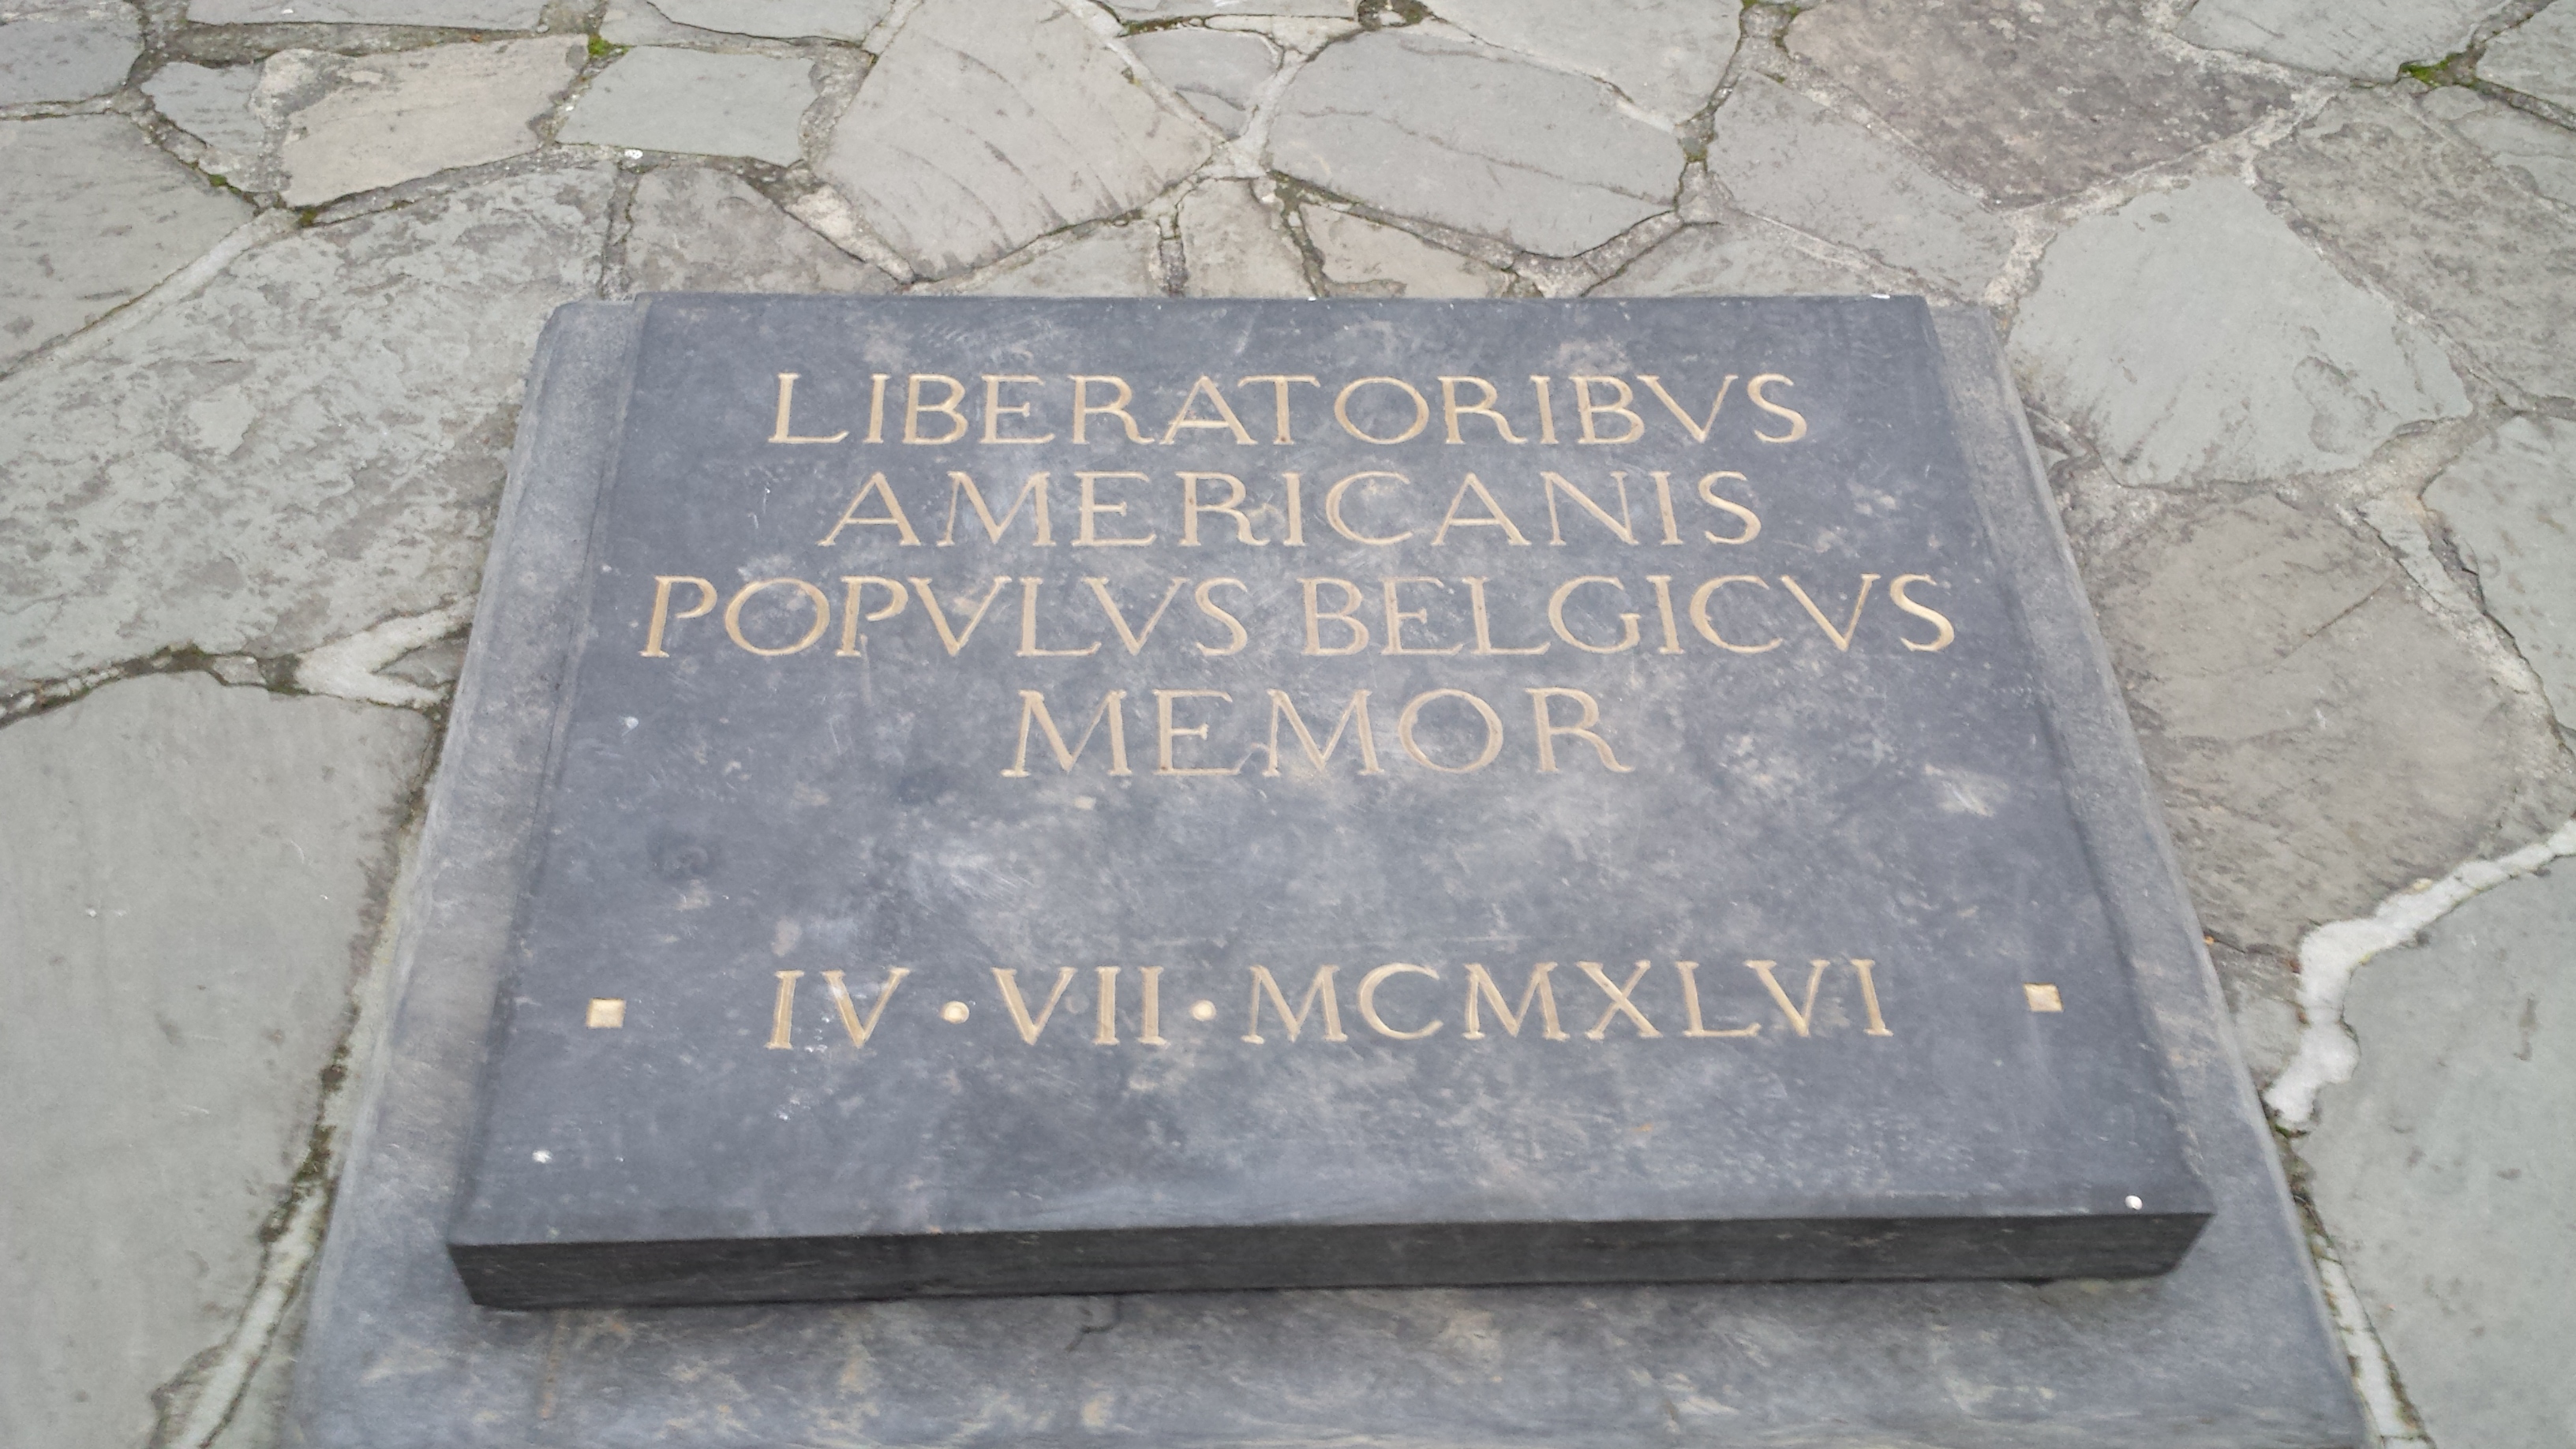 LIBERATORIBVS
AMERICANIS
POPVLVS BELGICVS
MEMOR
IV • VII • MCMXLVI